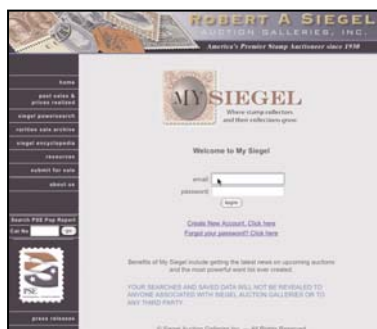 ROBERT A SIEGEL
AUCTION GALLERIES, INC.
America's Premier Stamp Auctioneer since 1930
home
past sales &
prices realized
siegel powersearch
rarities sale archive
siegel encyclopedia
resources
submit for sale
about us
Search PSE Pop Report
Cat No
go
PSE
press releases
MY SIEGEL
Where stamp collectors
and their collections grow
Welcome to My Siegel
email:
password:
login
Create New Account, Click here
Forgot your password? Click here
Benefits of My Siegel include getting the latest news on upcoming auctions
and the most powerful want list ever created.
YOUR SEARCHES AND SAVED DATA WILL NOT BE REVEALED TO
ANYONE ASSOCIATED WITH SIEGEL AUCTION GALLERIES OR TO
ANY THIRD PARTY